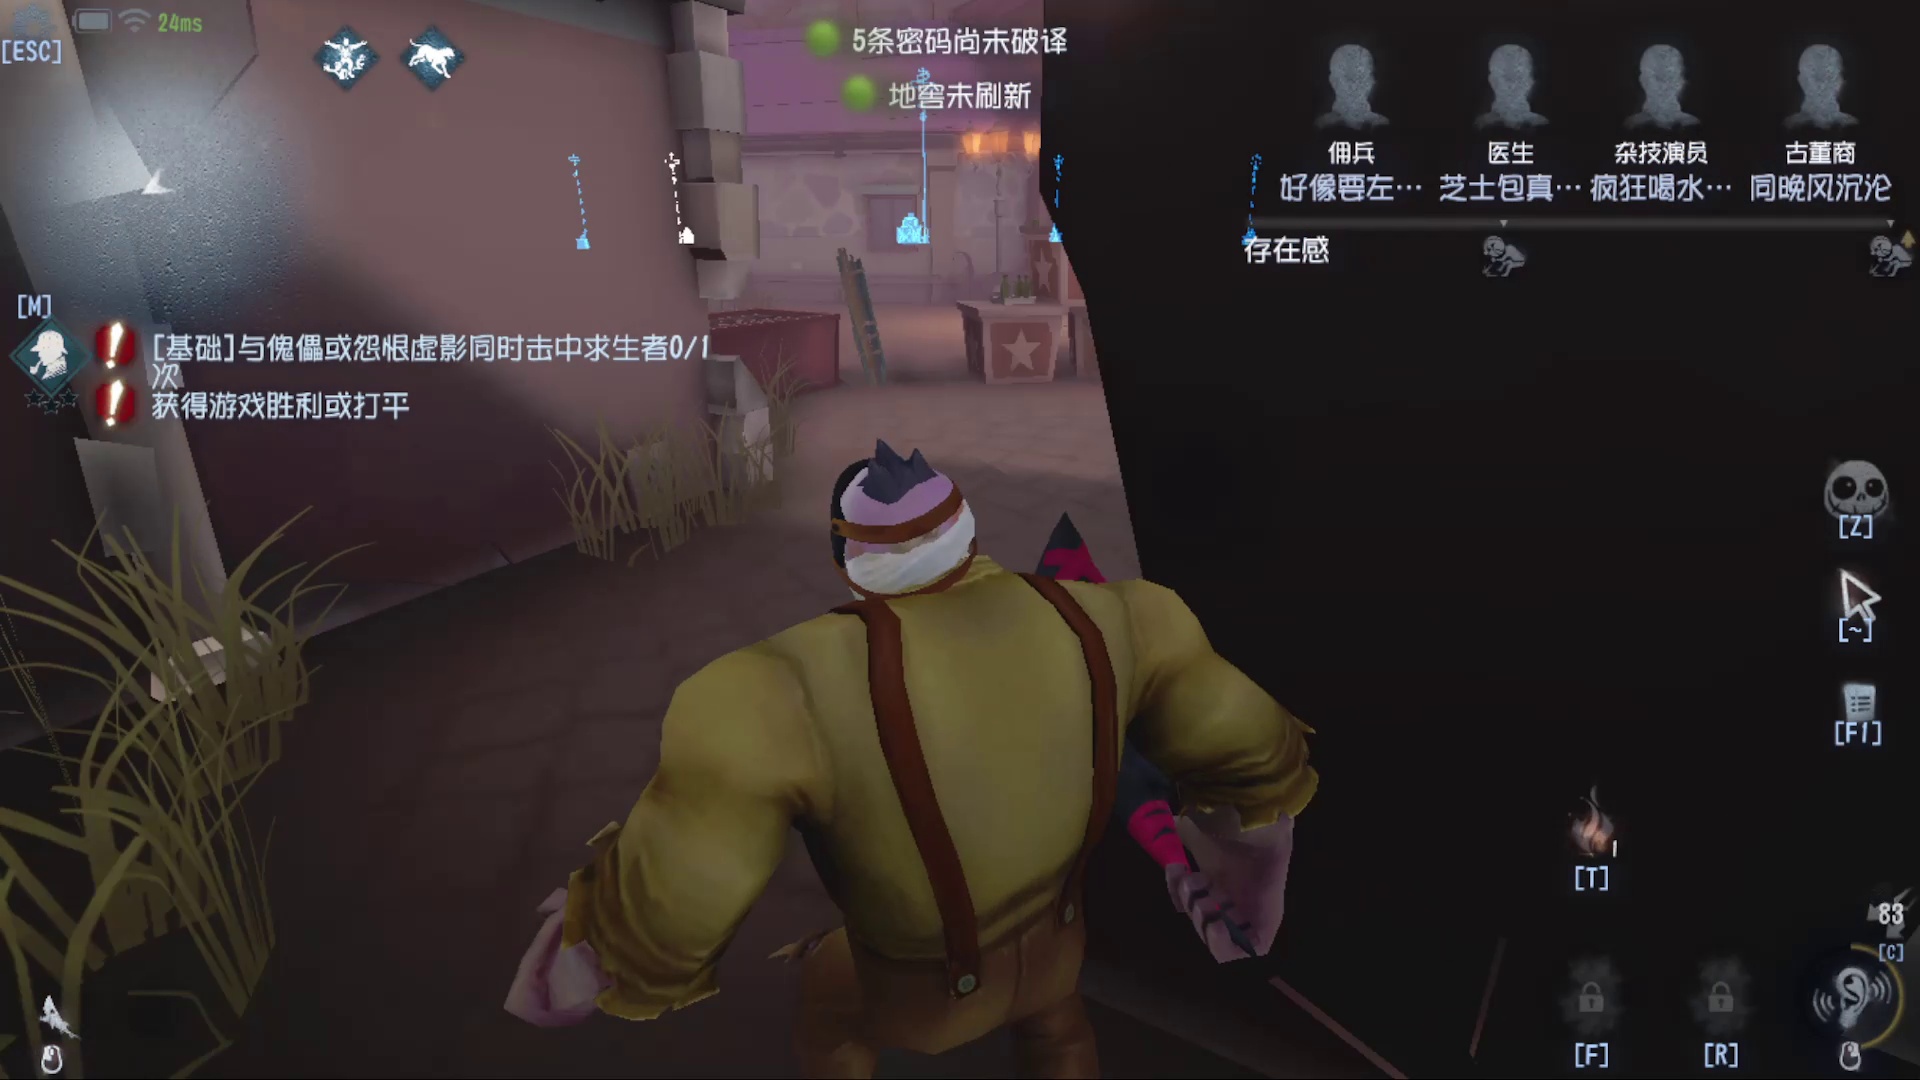 24ms
[ESC]
5条密码尚未破译
地窖未刷新
佣兵 医生 杂技演员 古董商
好像要左… 芝士包真… 疯狂喝水… 同晚风沉沦
存在感
[M]
[基础]与傀儡或怨恨虚影同时击中求生者0/1
次
获得游戏胜利或打平
[Z]
[~]
[F1]
1
[T]
83
[C]
[F] [R]